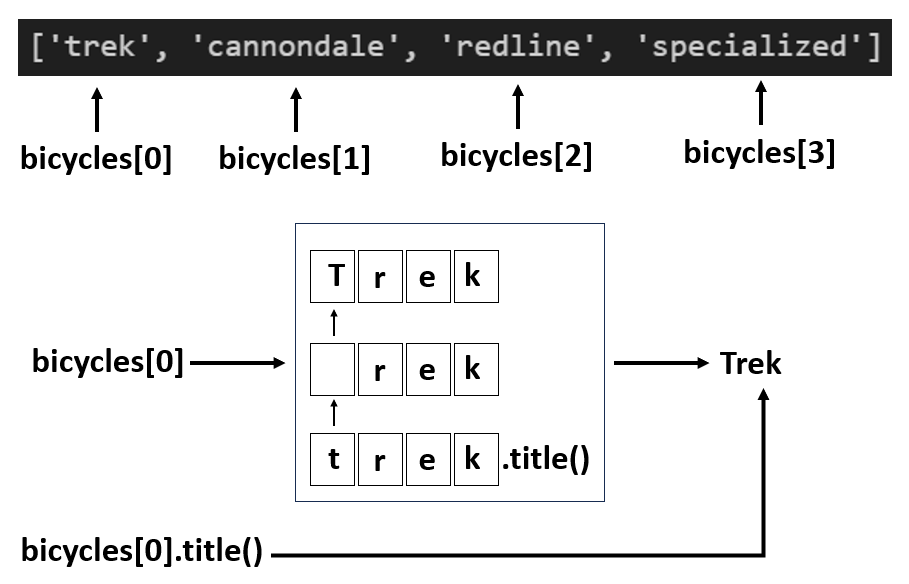 ['trek', 'cannondale', 'redline', 'specialized']
bicycles[0] bicycles[1] bicycles[2] bicycles[3]
T r e k
bicycles[0] r e k Trek
t r e k .title()
bicycles[0].title()